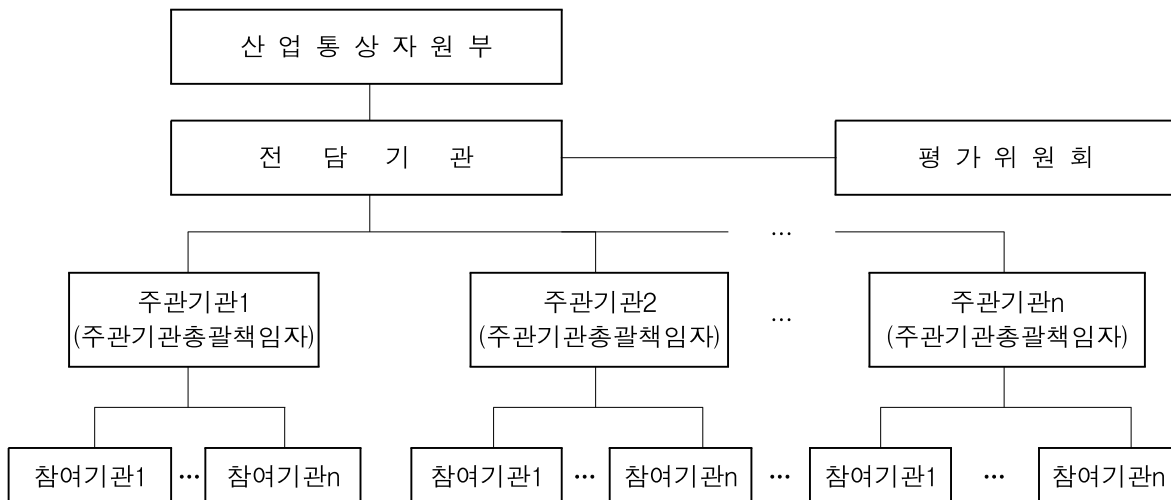 산 업 통 상 자 원 부
전 담 기 관
평 가 위 원 회
...
주관기관1
(주관기관총괄책임자)
주관기관2
(주관기관총괄책임자)
...
주관기관n
(주관기관총괄책임자)
참여기관1 ... 참여기관n 참여기관1 ... 참여기관n ... 참여기관1 ... 참여기관n